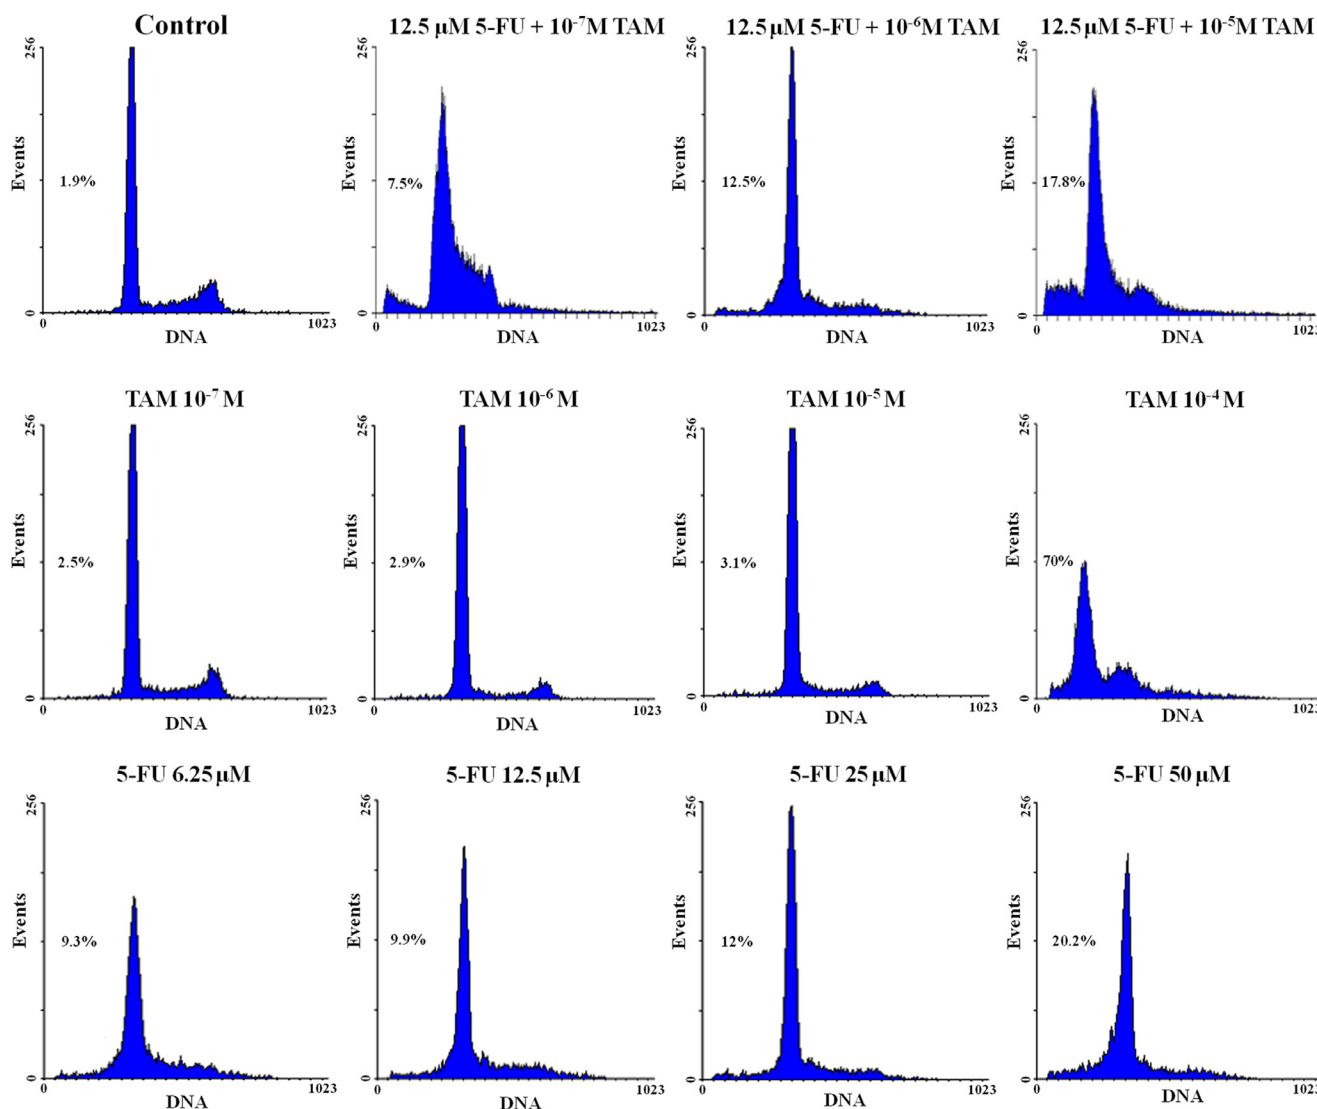 Control
12.5 µM 5-FU + 10⁻⁷M TAM
12.5 µM 5-FU + 10⁻⁶M TAM
12.5 µM 5-FU + 10⁻⁵M TAM
256
Events
1.9%
0
0
1023
DNA
256
Events
7.5%
0
0
1023
DNA
256
Events
12.5%
0
0
1023
DNA
256
Events
17.8%
0
0
1023
DNA
TAM 10⁻⁷ M
TAM 10⁻⁶ M
TAM 10⁻⁵ M
TAM 10⁻⁴ M
256
Events
2.5%
0
0
1023
DNA
256
Events
2.9%
0
0
1023
DNA
256
Events
3.1%
0
0
1023
DNA
256
Events
70%
0
0
1023
DNA
5-FU 6.25 µM
5-FU 12.5 µM
5-FU 25 µM
5-FU 50 µM
256
Events
9.3%
0
0
1023
DNA
256
Events
9.9%
0
0
1023
DNA
256
Events
12%
0
0
1023
DNA
256
Events
20.2%
0
0
1023
DNA